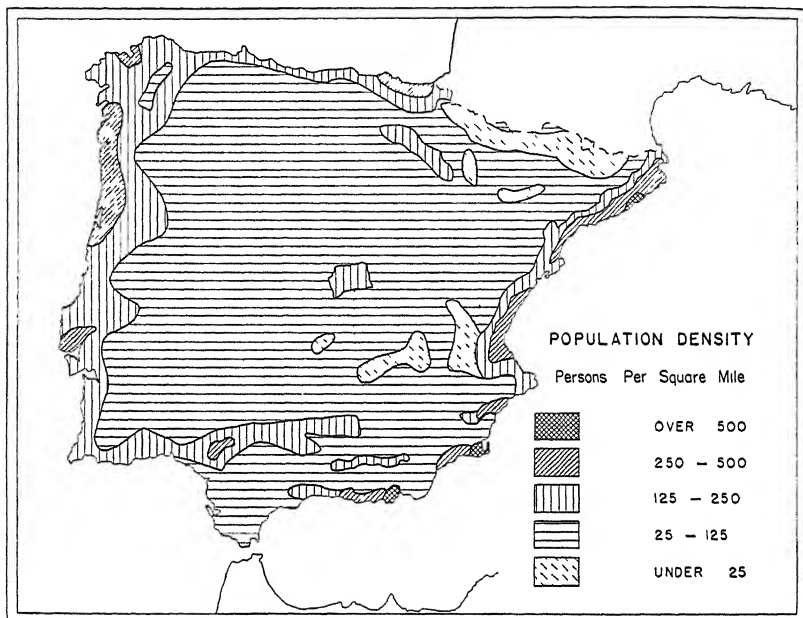 POPULATION DENSITY
Persons Per Square Mile
OVER 500
250 – 500
125 – 250
25 – 125
UNDER 25